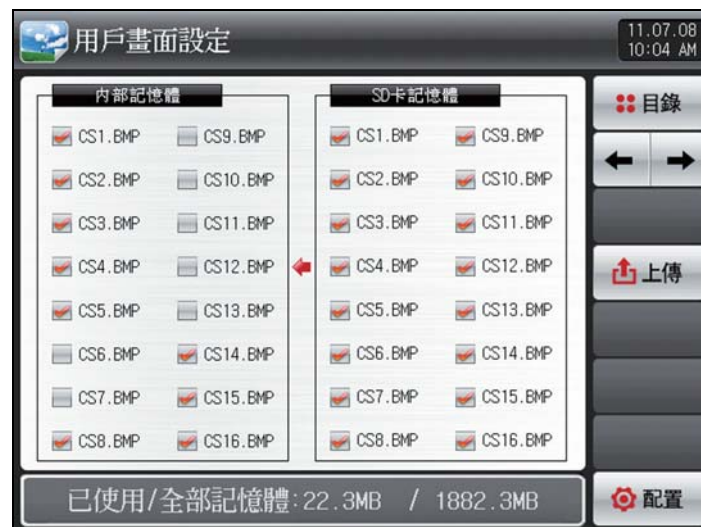 用戶畫面設定
11.07.08
10:04 AM
内部記憶體
CS1.BMP CS9.BMP
CS2.BMP CS10.BMP
CS3.BMP CS11.BMP
CS4.BMP CS12.BMP
CS5.BMP CS13.BMP
CS6.BMP CS14.BMP
CS7.BMP CS15.BMP
CS8.BMP CS16.BMP
SD卡記憶體
CS1.BMP CS9.BMP
CS2.BMP CS10.BMP
CS3.BMP CS11.BMP
CS4.BMP CS12.BMP
CS5.BMP CS13.BMP
CS6.BMP CS14.BMP
CS7.BMP CS15.BMP
CS8.BMP CS16.BMP
目錄
上傳
配置
已使用/全部記憶體:22.3MB / 1882.3MB